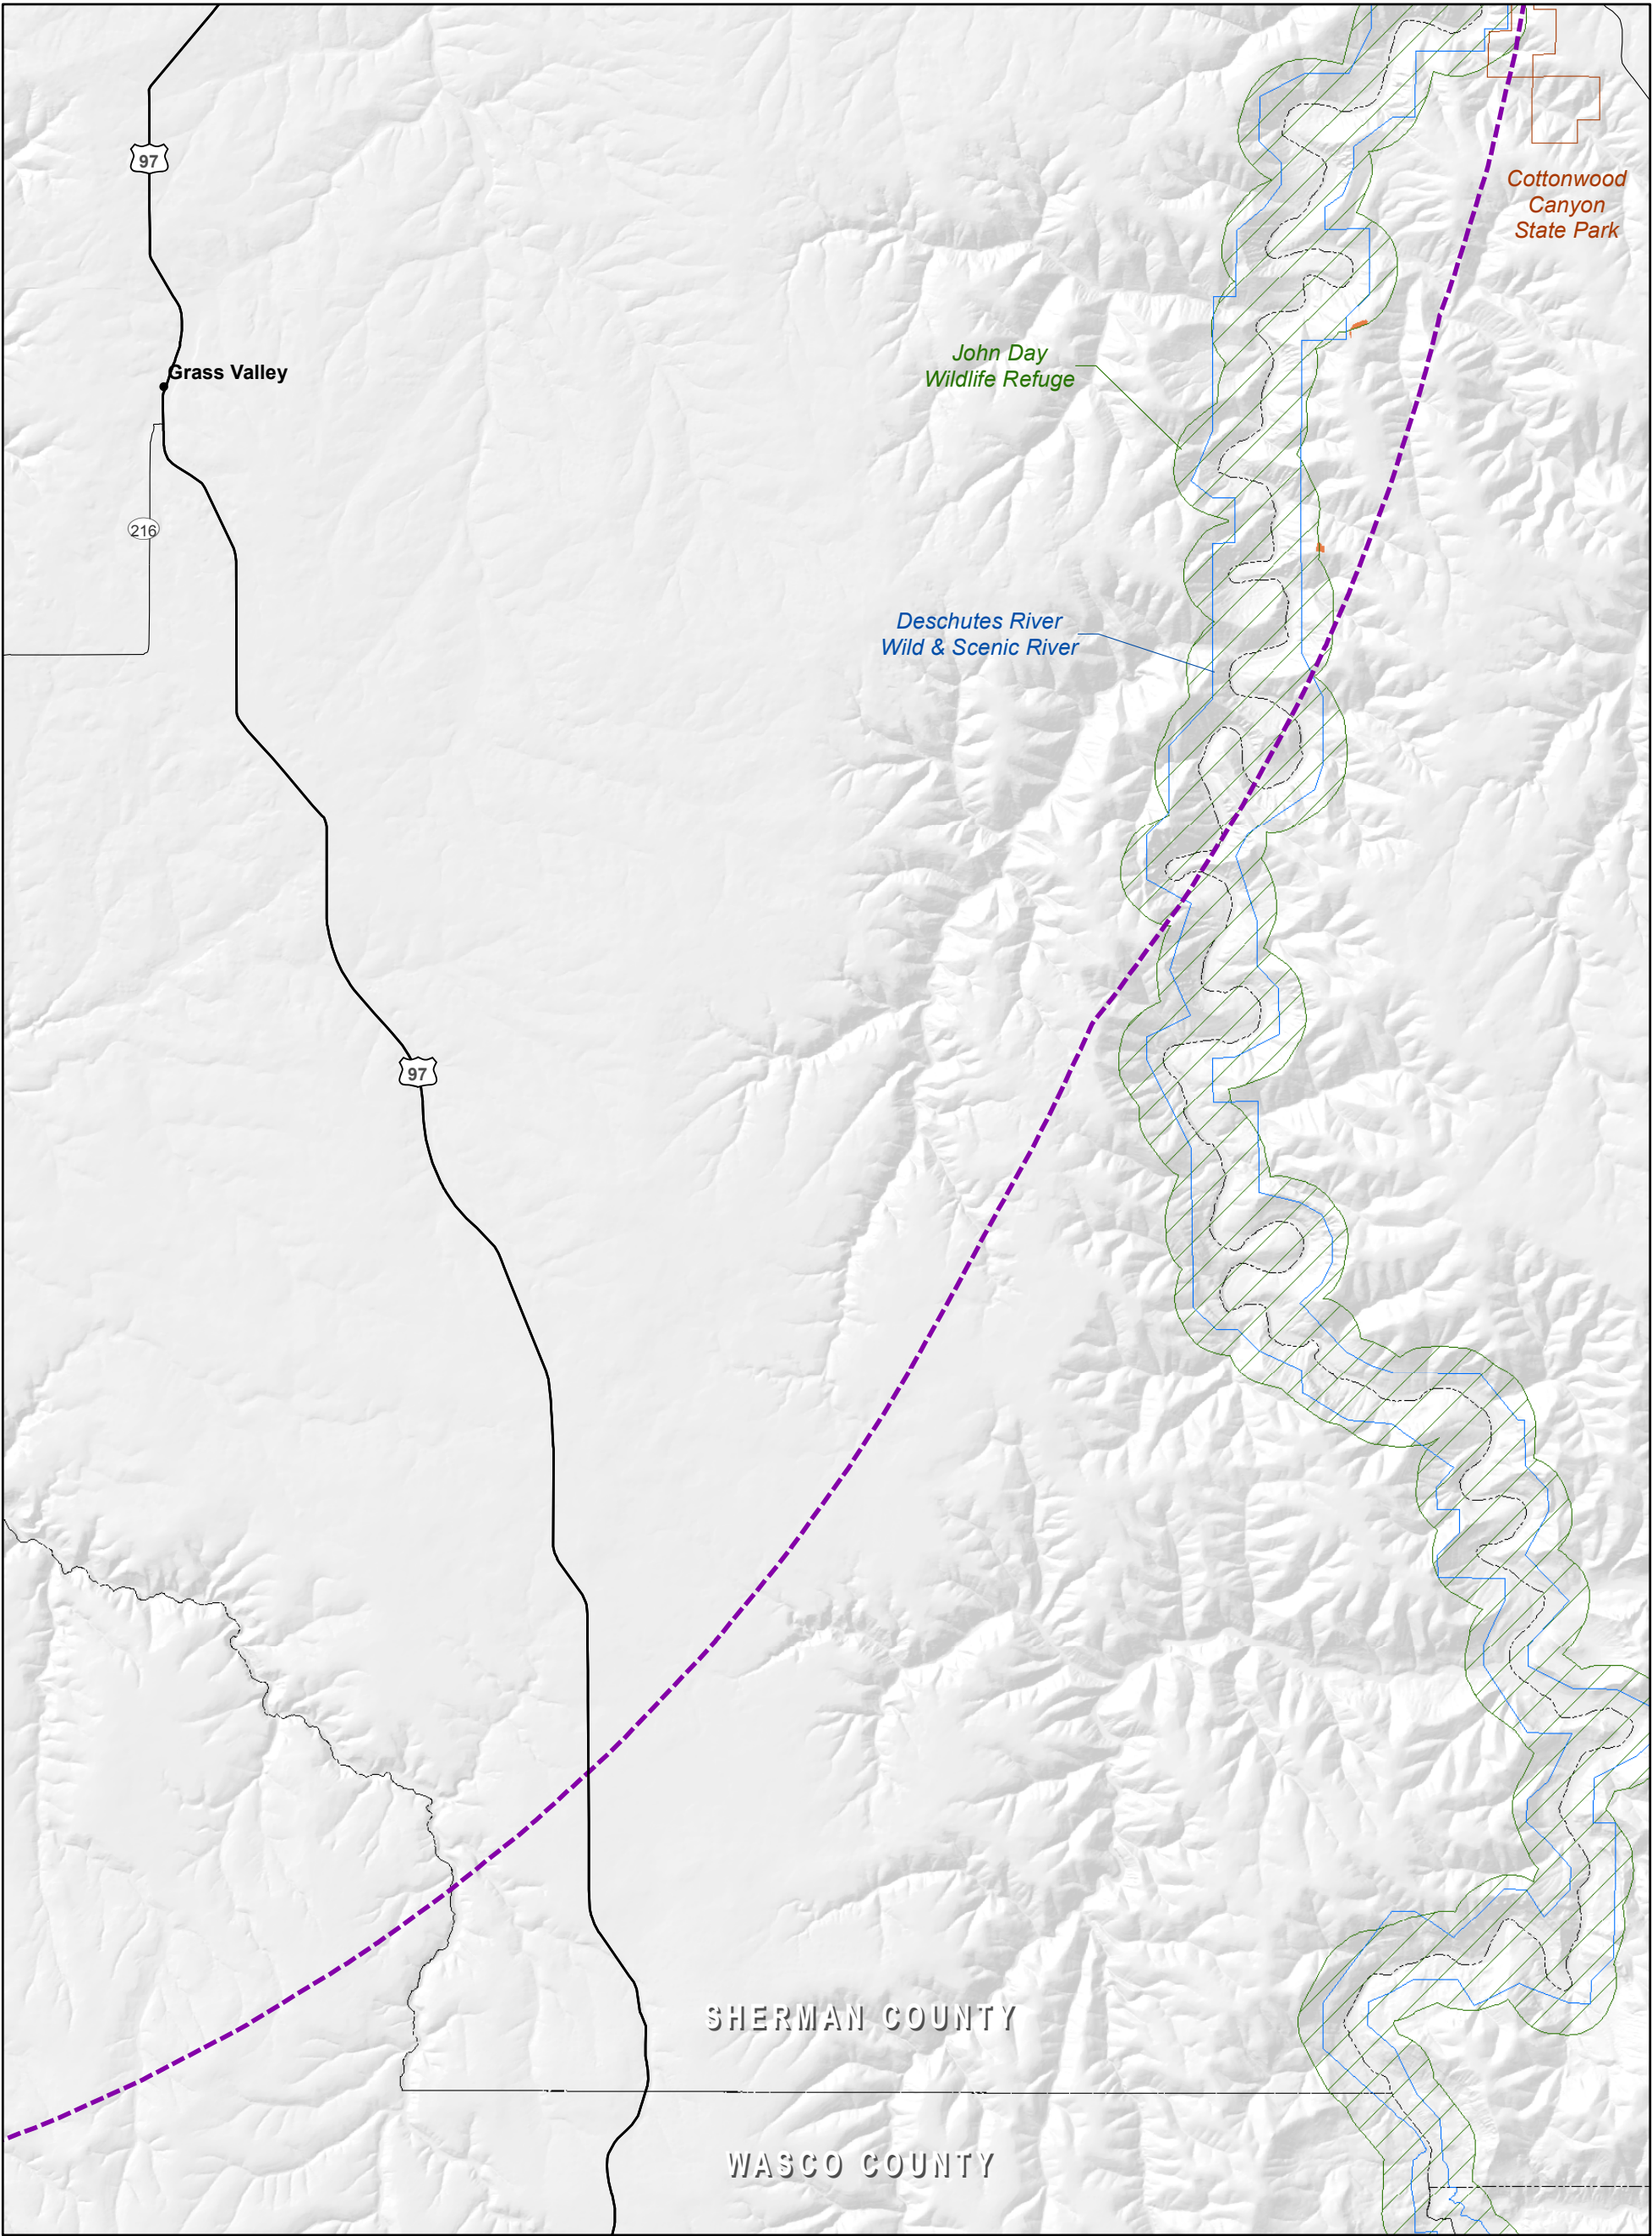 97
Cottonwood
Canyon
State Park
John Day
Wildlife Refuge
Grass Valley
216
Deschutes River
Wild & Scenic River
97
SHERMAN COUNTY
WASCO COUNTY